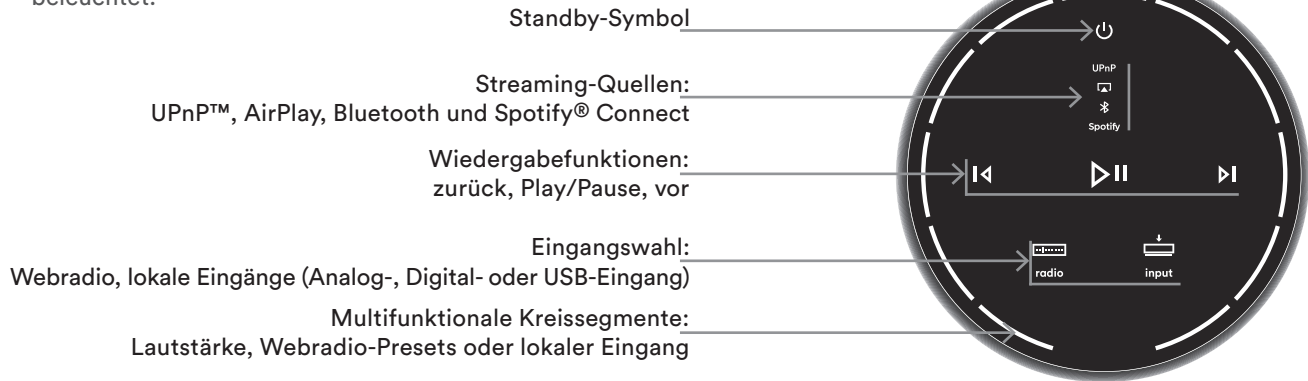 beleuchtet.
Standby-Symbol
Streaming-Quellen:
UPnP™, AirPlay, Bluetooth und Spotify® Connect
Wiedergabefunktionen:
zurück, Play/Pause, vor
Eingangswahl:
Webradio, lokale Eingänge (Analog-, Digital- oder USB-Eingang)
Multifunktionale Kreissegmente:
Lautstärke, Webradio-Presets oder lokaler Eingang
UPnP
Spotify
radio
input